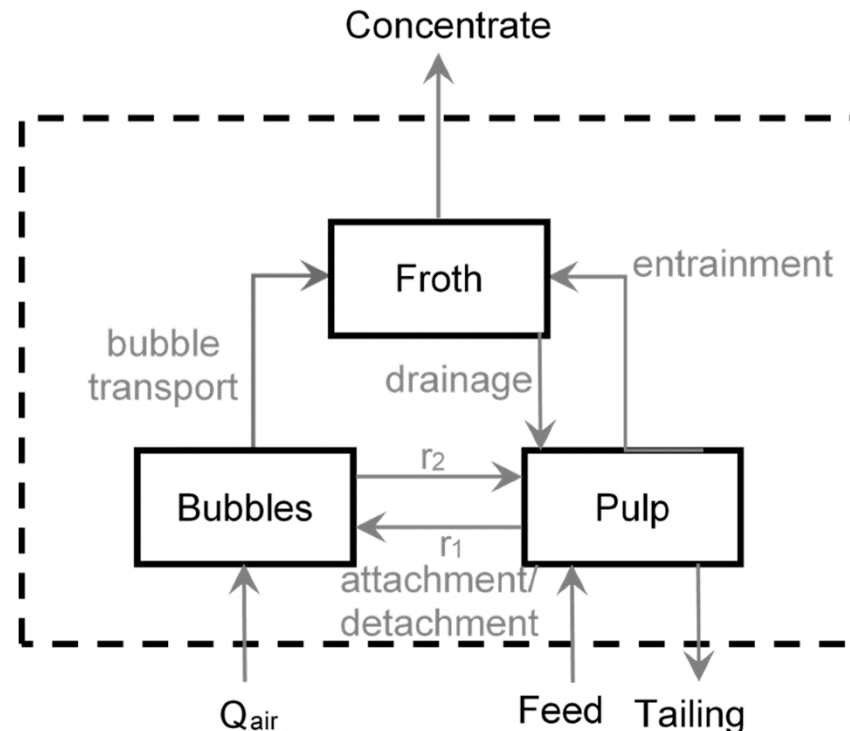 Concentrate
Froth
entrainment
bubble
transport
drainage
r₂
Bubbles
Pulp
r₁
attachment/
detachment
Qair
Feed
Tailing